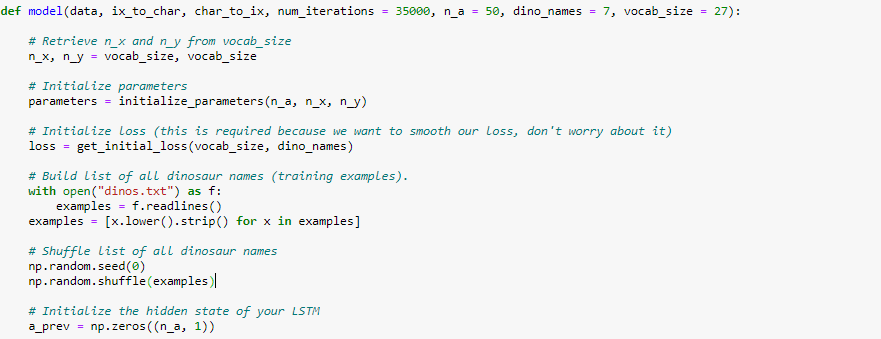 def model(data, ix_to_char, char_to_ix, num_iterations = 35000, n_a = 50, dino_names = 7, vocab_size = 27):
# Retrieve n_x and n_y from vocab_size
n_x, n_y = vocab_size, vocab_size
# Initialize parameters
parameters = initialize_parameters(n_a, n_x, n_y)
# Initialize loss (this is required because we want to smooth our loss, don't worry about it)
loss = get_initial_loss(vocab_size, dino_names)
# Build list of all dinosaur names (training examples).
with open("dinos.txt") as f:
examples = f.readlines()
examples = [x.lower().strip() for x in examples]
# Shuffle list of all dinosaur names
np.random.seed(0)
np.random.shuffle(examples)
# Initialize the hidden state of your LSTM
a_prev = np.zeros((n_a, 1))